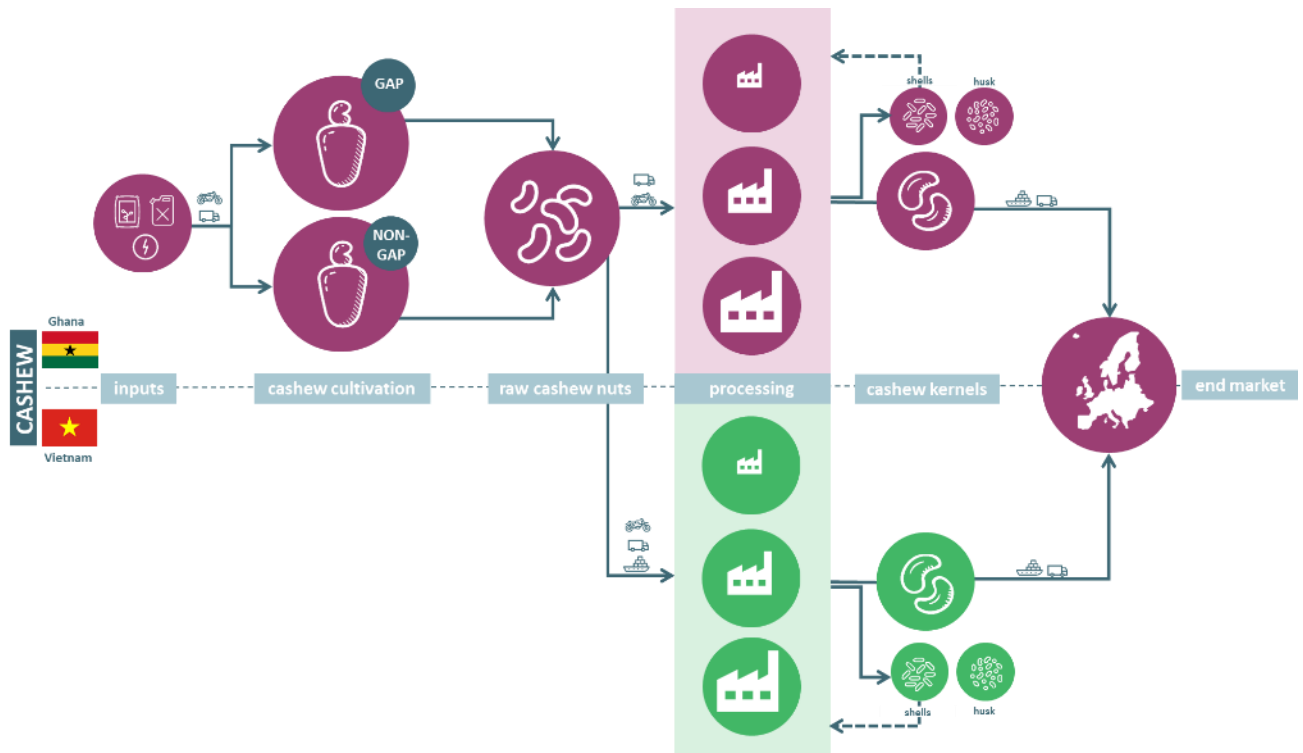 GAP
shells
husk
NON-
GAP
Ghana
CASHEW
inputs
cashew cultivation
raw cashew nuts
processing
cashew kernels
end market
Vietnam
shells
husk